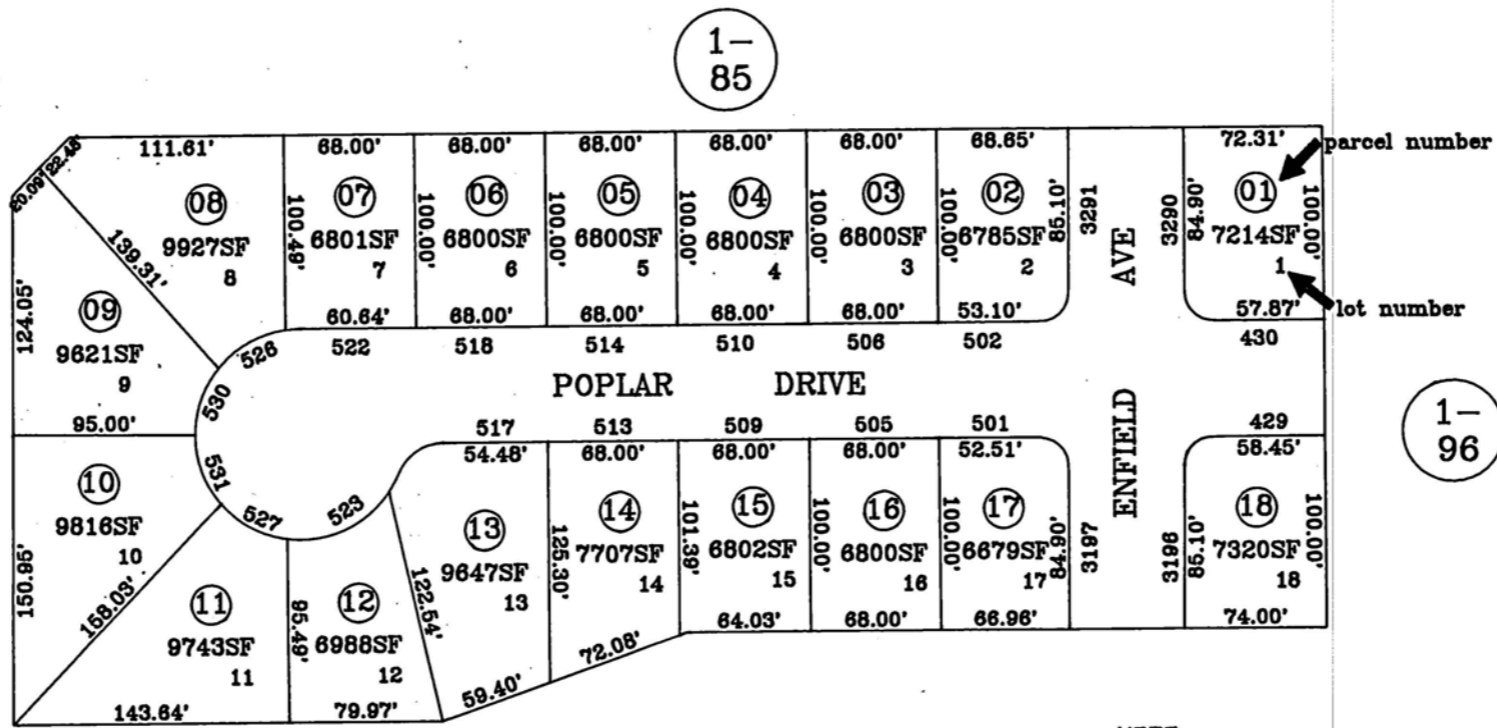 1-
85
111.61' 68.00' 68.00' 68.00' 68.00' 68.00' 68.65' 72.31'
parcel number
20.09' 22.48'
08 07 06 05 04 03 02 01
9927SF 6801SF 6800SF 6800SF 6800SF 6800SF 6785SF 7214SF
8 7 6 5 4 3 2 1
139.31' 100.49' 100.00' 100.00' 100.00' 100.00' 100.00' 85.10' 3291 AVE 3290 84.90' 100.00'
lot number
60.64' 68.00' 68.00' 68.00' 68.00' 53.10' 57.87'
526 522 518 514 510 506 502 430
124.05'
09
9621SF
9
530
95.00'
POPLAR DRIVE
ENFIELD
1-
96
517 513 509 505 501 429
54.48' 68.00' 68.00' 68.00' 52.51' 58.45'
531 527 523
10
9816SF
10
150.95'
158.03'
13 14 15 16 17 18
9647SF 7707SF 6802SF 6800SF 6679SF 7320SF
13 14 15 16 17 18
122.54' 125.30' 101.39' 100.00' 100.00' 84.90' 3197 3196 85.10' 100.00'
11 12
9743SF 6988SF
11 12
95.49'
64.03' 68.00' 66.96' 74.00'
143.64' 79.97' 59.40' 72.08'